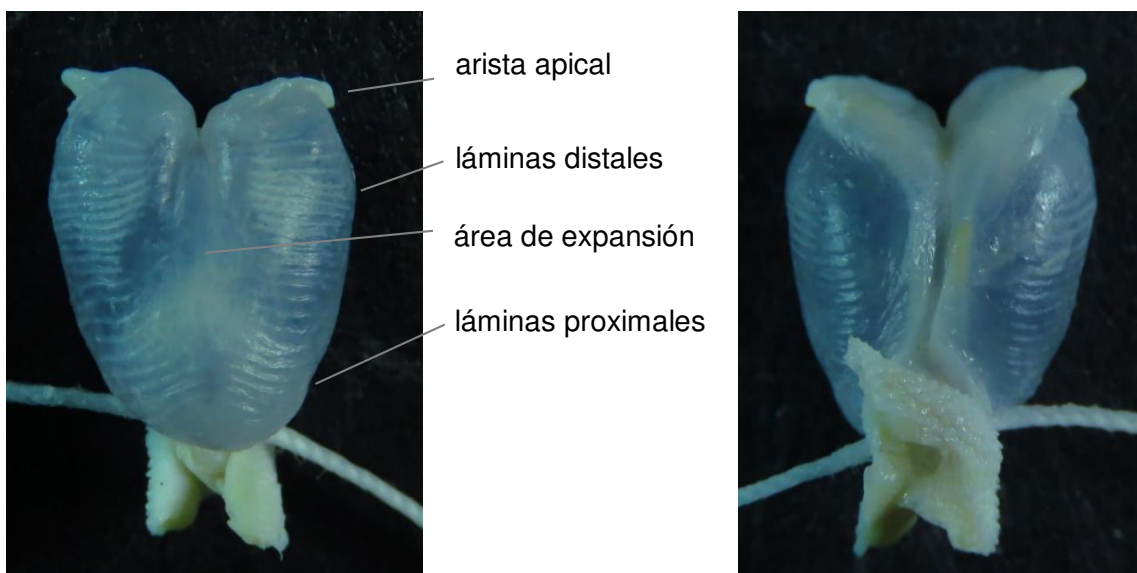 arista apical
láminas distales
área de expansión
láminas proximales